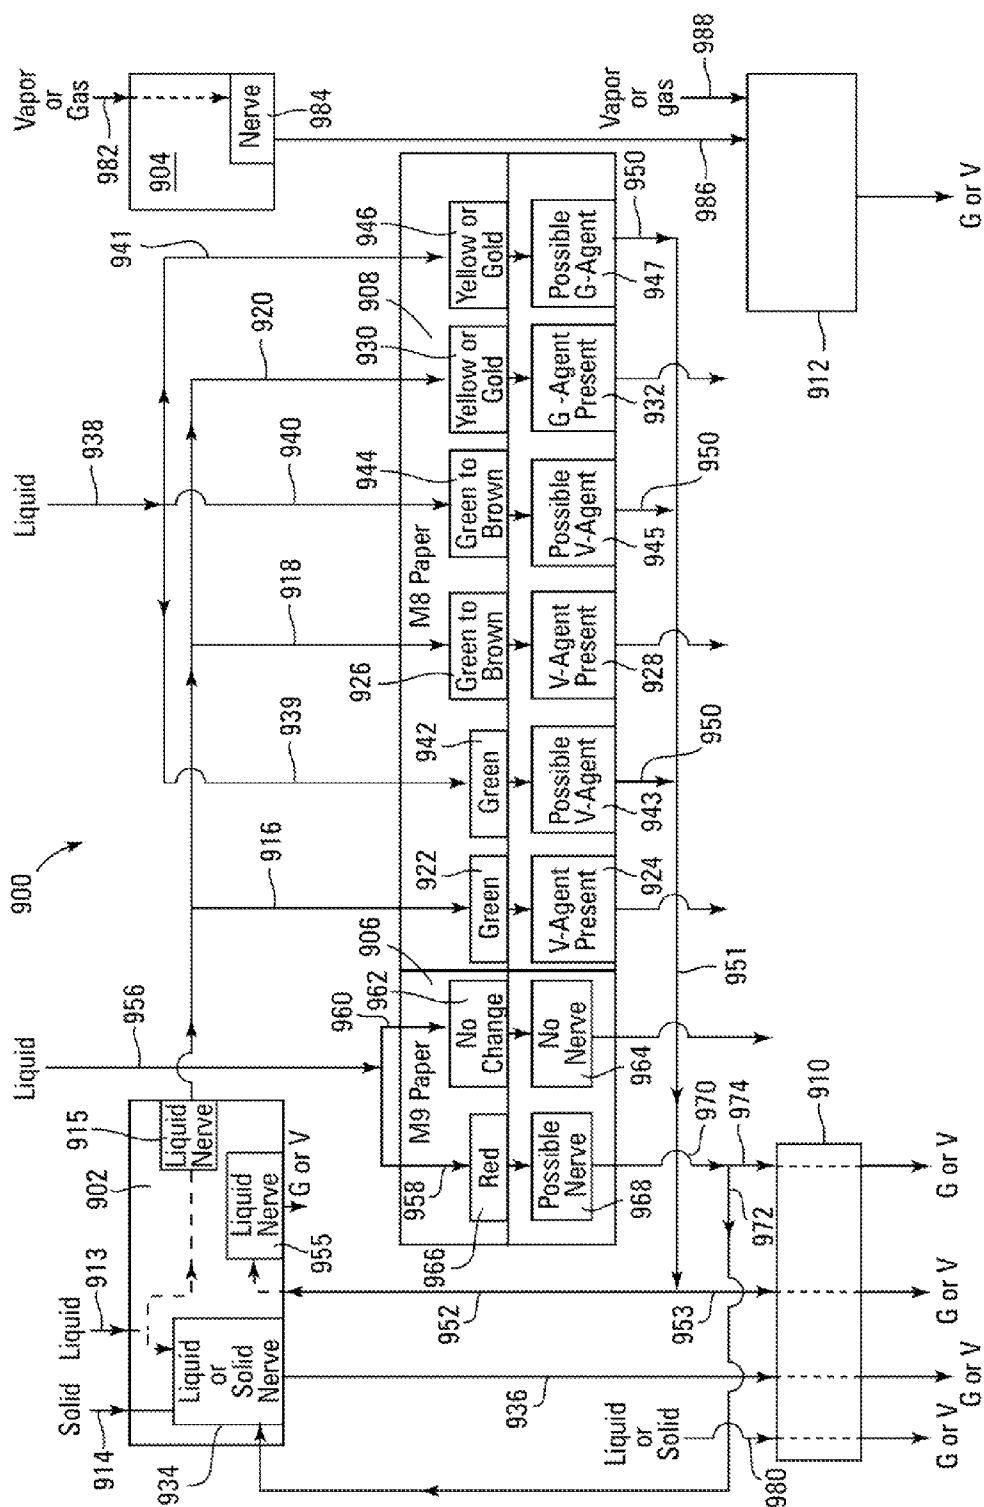 900
Solid
914
Liquid
913
902
Liquid
Nerve
915
Liquid
or
Solid
Nerve
934
Liquid
Nerve
955
G or V
Liquid
956
Liquid
938
941
939
940
916
918
920
Vapor
or
Gas
982
904
Nerve
984
M9 Paper
906
958
960
962
Red
966
No
Change
Possible
Nerve
968
No
Nerve
964
M8 Paper
908
Green
922
Green
942
Green to
Brown
926
Green to
Brown
944
Yellow or
Gold
930
Yellow or
Gold
946
V-Agent
Present
924
Possible
V-Agent
943
V-Agent
Present
928
Possible
V-Agent
945
G-Agent
Present
932
Possible
G-Agent
947
950
950
950
951
952
953
936
970
972
974
Liquid
or
Solid
980
910
G or V
G or V
G or V
G or V
Vapor
or
gas
988
986
912
G or V